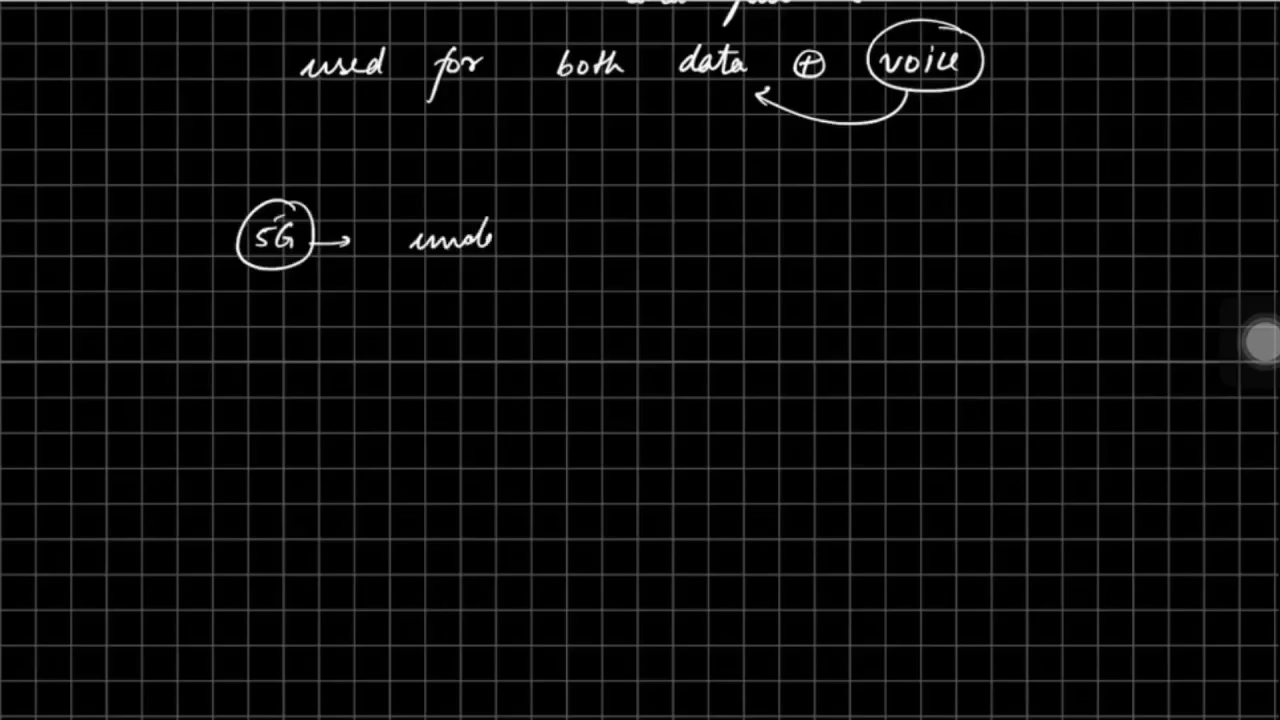 used for both data ⊕ voice
5G → unde